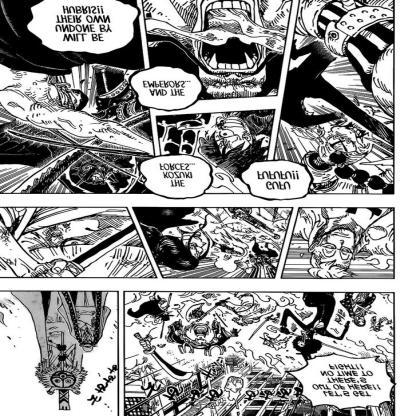 LET'S GET
OUT OF HERE!!
THERE'S
NO TIME TO
FIGHT!!
FUFUFU!!
THE
KOZUKI
FORCES...
AND THE
EMPERORS...
WILL BE
UNDONE BY
THEIR OWN
HUBRIS!!